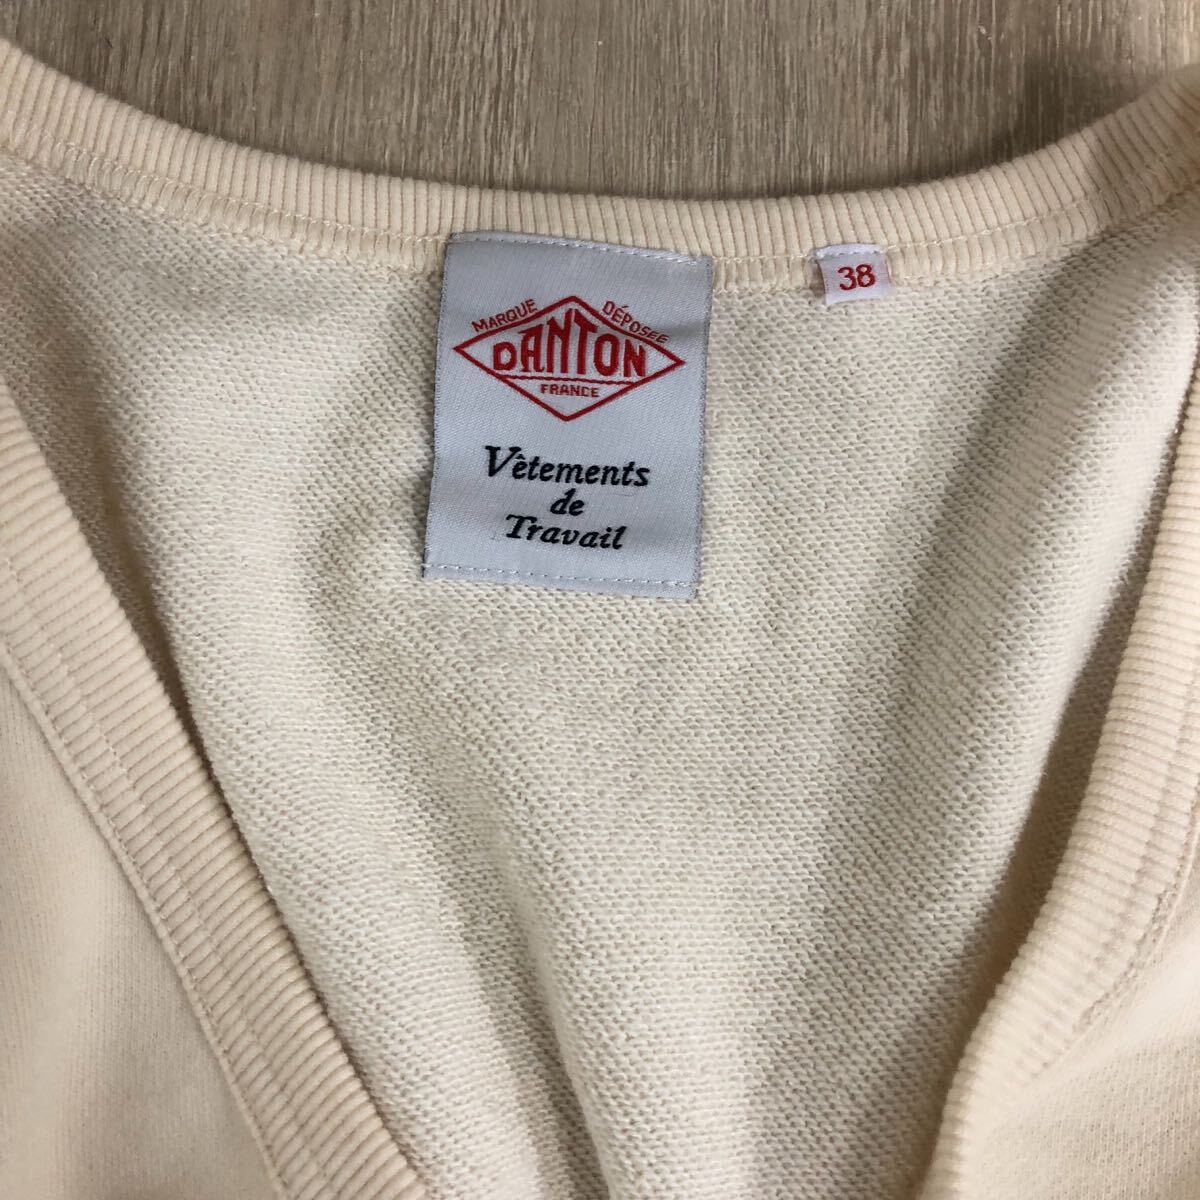 MARQUE DÉPOSÉE
DANTON
FRANCE
Vêtements
de
Travail
38